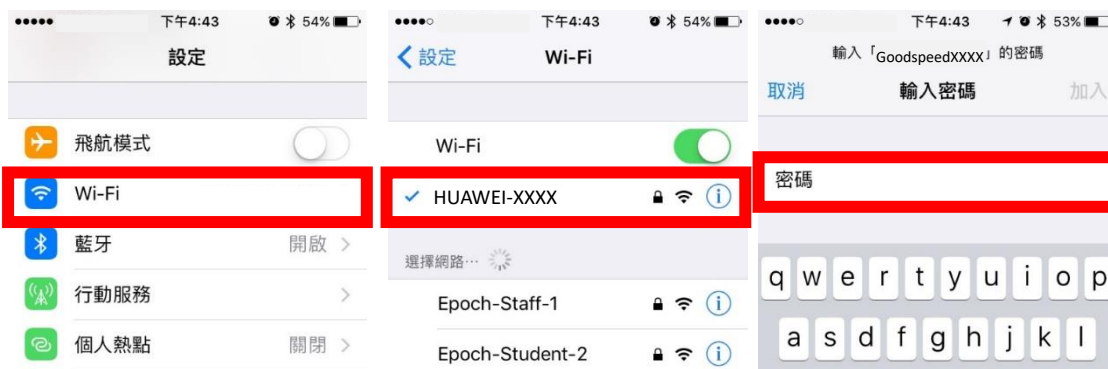 下午4:43 54%
設定
飛航模式
Wi-Fi
藍牙 開啟
行動服務
個人熱點 關閉
下午4:43 54%
設定 Wi-Fi
Wi-Fi
HUAWEI-XXXX
選擇網路…
Epoch-Staff-1
Epoch-Student-2
下午4:43 53%
輸入「GoodspeedXXXX」的密碼
取消 輸入密碼 加入
密碼
q w e r t y u i o p
a s d f g h j k l